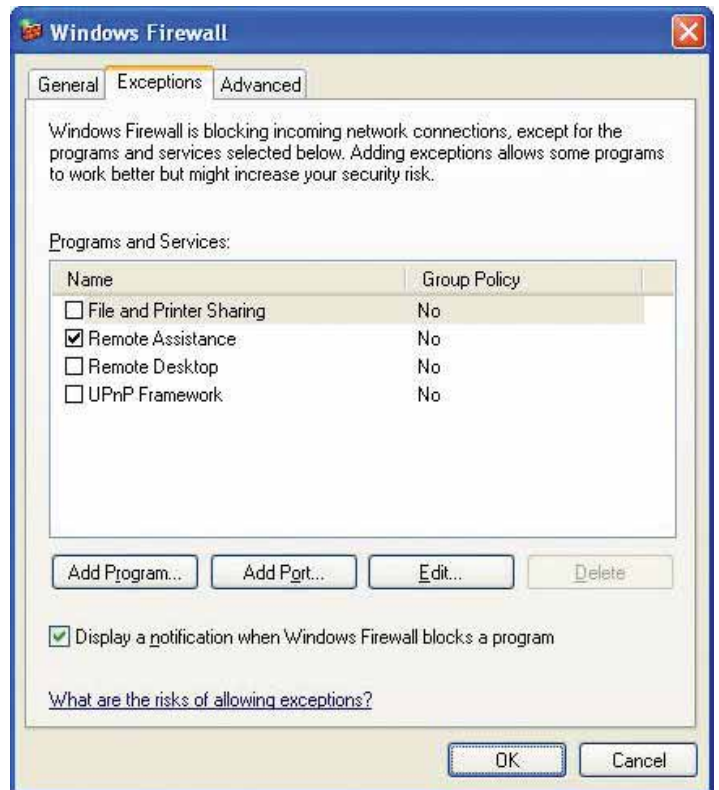 Windows Firewall
General Exceptions Advanced
Windows Firewall is blocking incoming network connections, except for the
programs and services selected below. Adding exceptions allows some programs
to work better but might increase your security risk.
Programs and Services:
Name Group Policy
File and Printer Sharing No
Remote Assistance No
Remote Desktop No
UPnP Framework No
Add Program... Add Port... Edit... Delete
Display a notification when Windows Firewall blocks a program
What are the risks of allowing exceptions?
OK Cancel